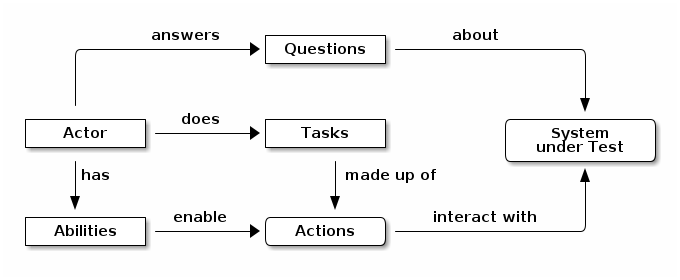 answers
about
Questions
does
Actor
Tasks
System
under Test
has
made up of
enable
interact with
Abilities
Actions